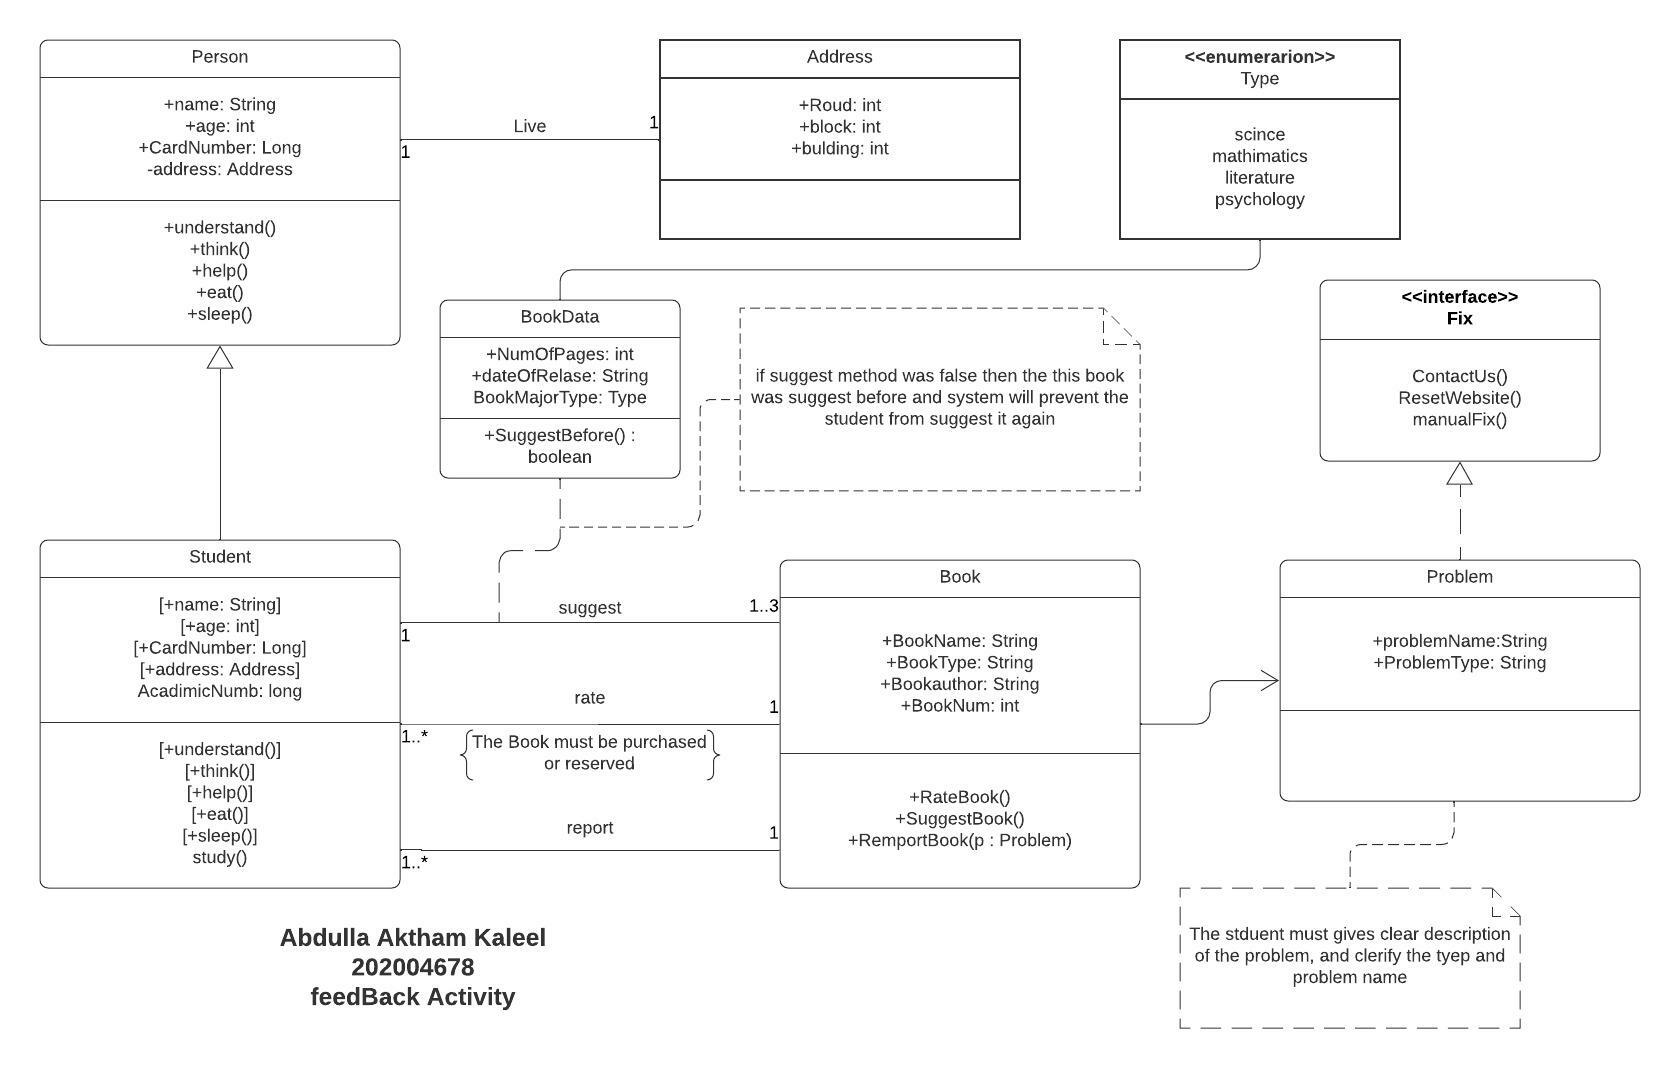 Person
+name: String
+age: int
+CardNumber: Long
-address: Address
+understand()
+think()
+help()
+eat()
+sleep()
Live
1
1
Address
+Roud: int
+block: int
+bulding: int
<<enumerarion>>
Type
scince
mathimatics
literature
psychology
BookData
+NumOfPages: int
+dateOfRelase: String
BookMajorType: Type
+SuggestBefore() :
boolean
if suggest method was false then the this book
was suggest before and system will prevent the
student from suggest it again
<<interface>>
Fix
ContactUs()
ResetWebsite()
manualFix()
Student
[+name: String]
[+age: int]
[+CardNumber: Long]
[+address: Address]
AcadimicNumb: long
[+understand()]
[+think()]
[+help()]
[+eat()]
[+sleep()]
study()
suggest
1..3
1
rate
1
1..*
{The Book must be purchased
or reserved}
report
1
1..*
Book
+BookName: String
+BookType: String
+Bookauthor: String
+BookNum: int
+RateBook()
+SuggestBook()
+RemportBook(p : Problem)
Problem
+problemName:String
+ProblemType: String
The stduent must gives clear description
of the problem, and clerify the tyep and
problem name
Abdulla Aktham Kaleel
202004678
feedBack Activity